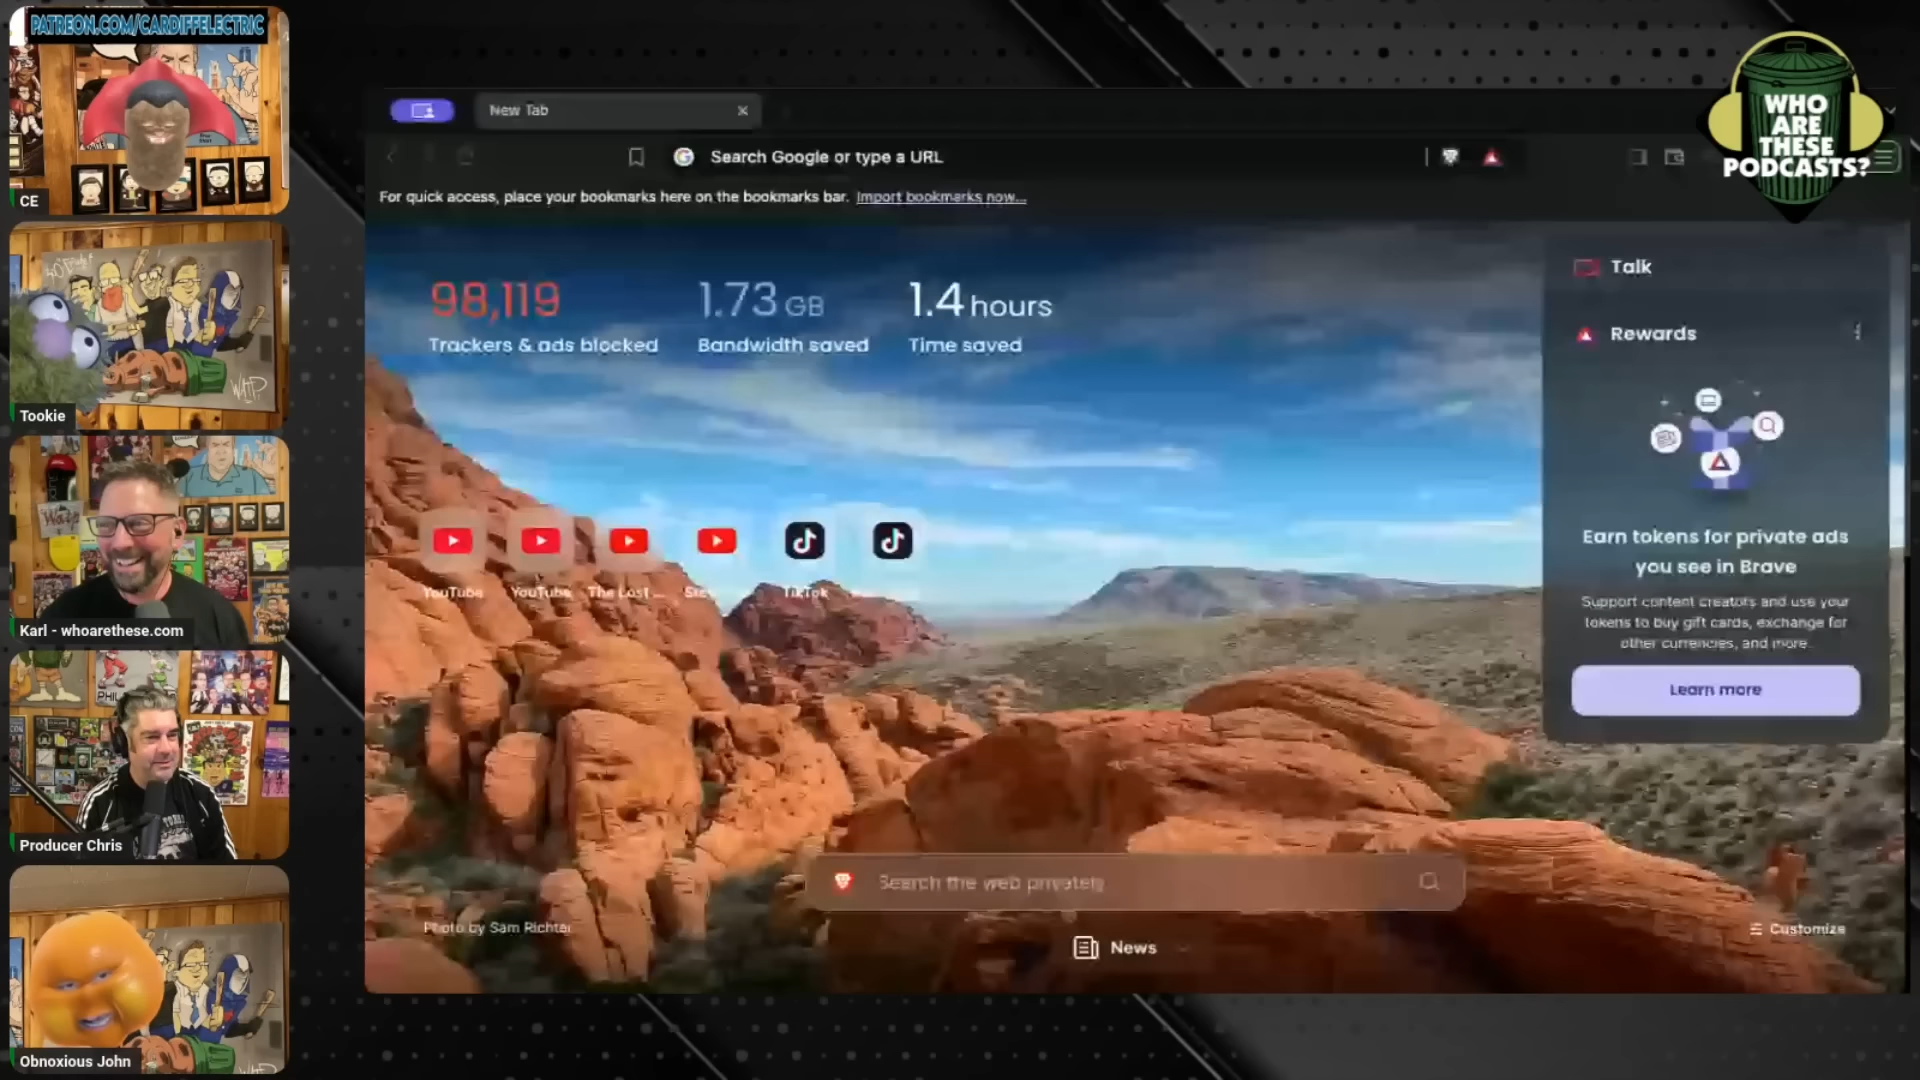 PATREON.COM/CARDIFFELECTRIC
CE
Tookie
WATP
Karl - whoarethese.com
Producer Chris
Obnoxious John
WHO
ARE
THESE
PODCASTS?
New Tab
Search Google or type a URL
For quick access, place your bookmarks here on the bookmarks bar. Import bookmarks now...
98,119
Trackers & ads blocked
1.73 GB
Bandwidth saved
1.4 hours
Time saved
YouTube
YouTube
The Lost ...
TikTok
Talk
Rewards
Earn tokens for private ads
you see in Brave
Support content creators and use your
tokens to buy gift cards, exchange for
other currencies, and more.
Learn more
Search the web privately
Photo by Sam Richter
News
Customize